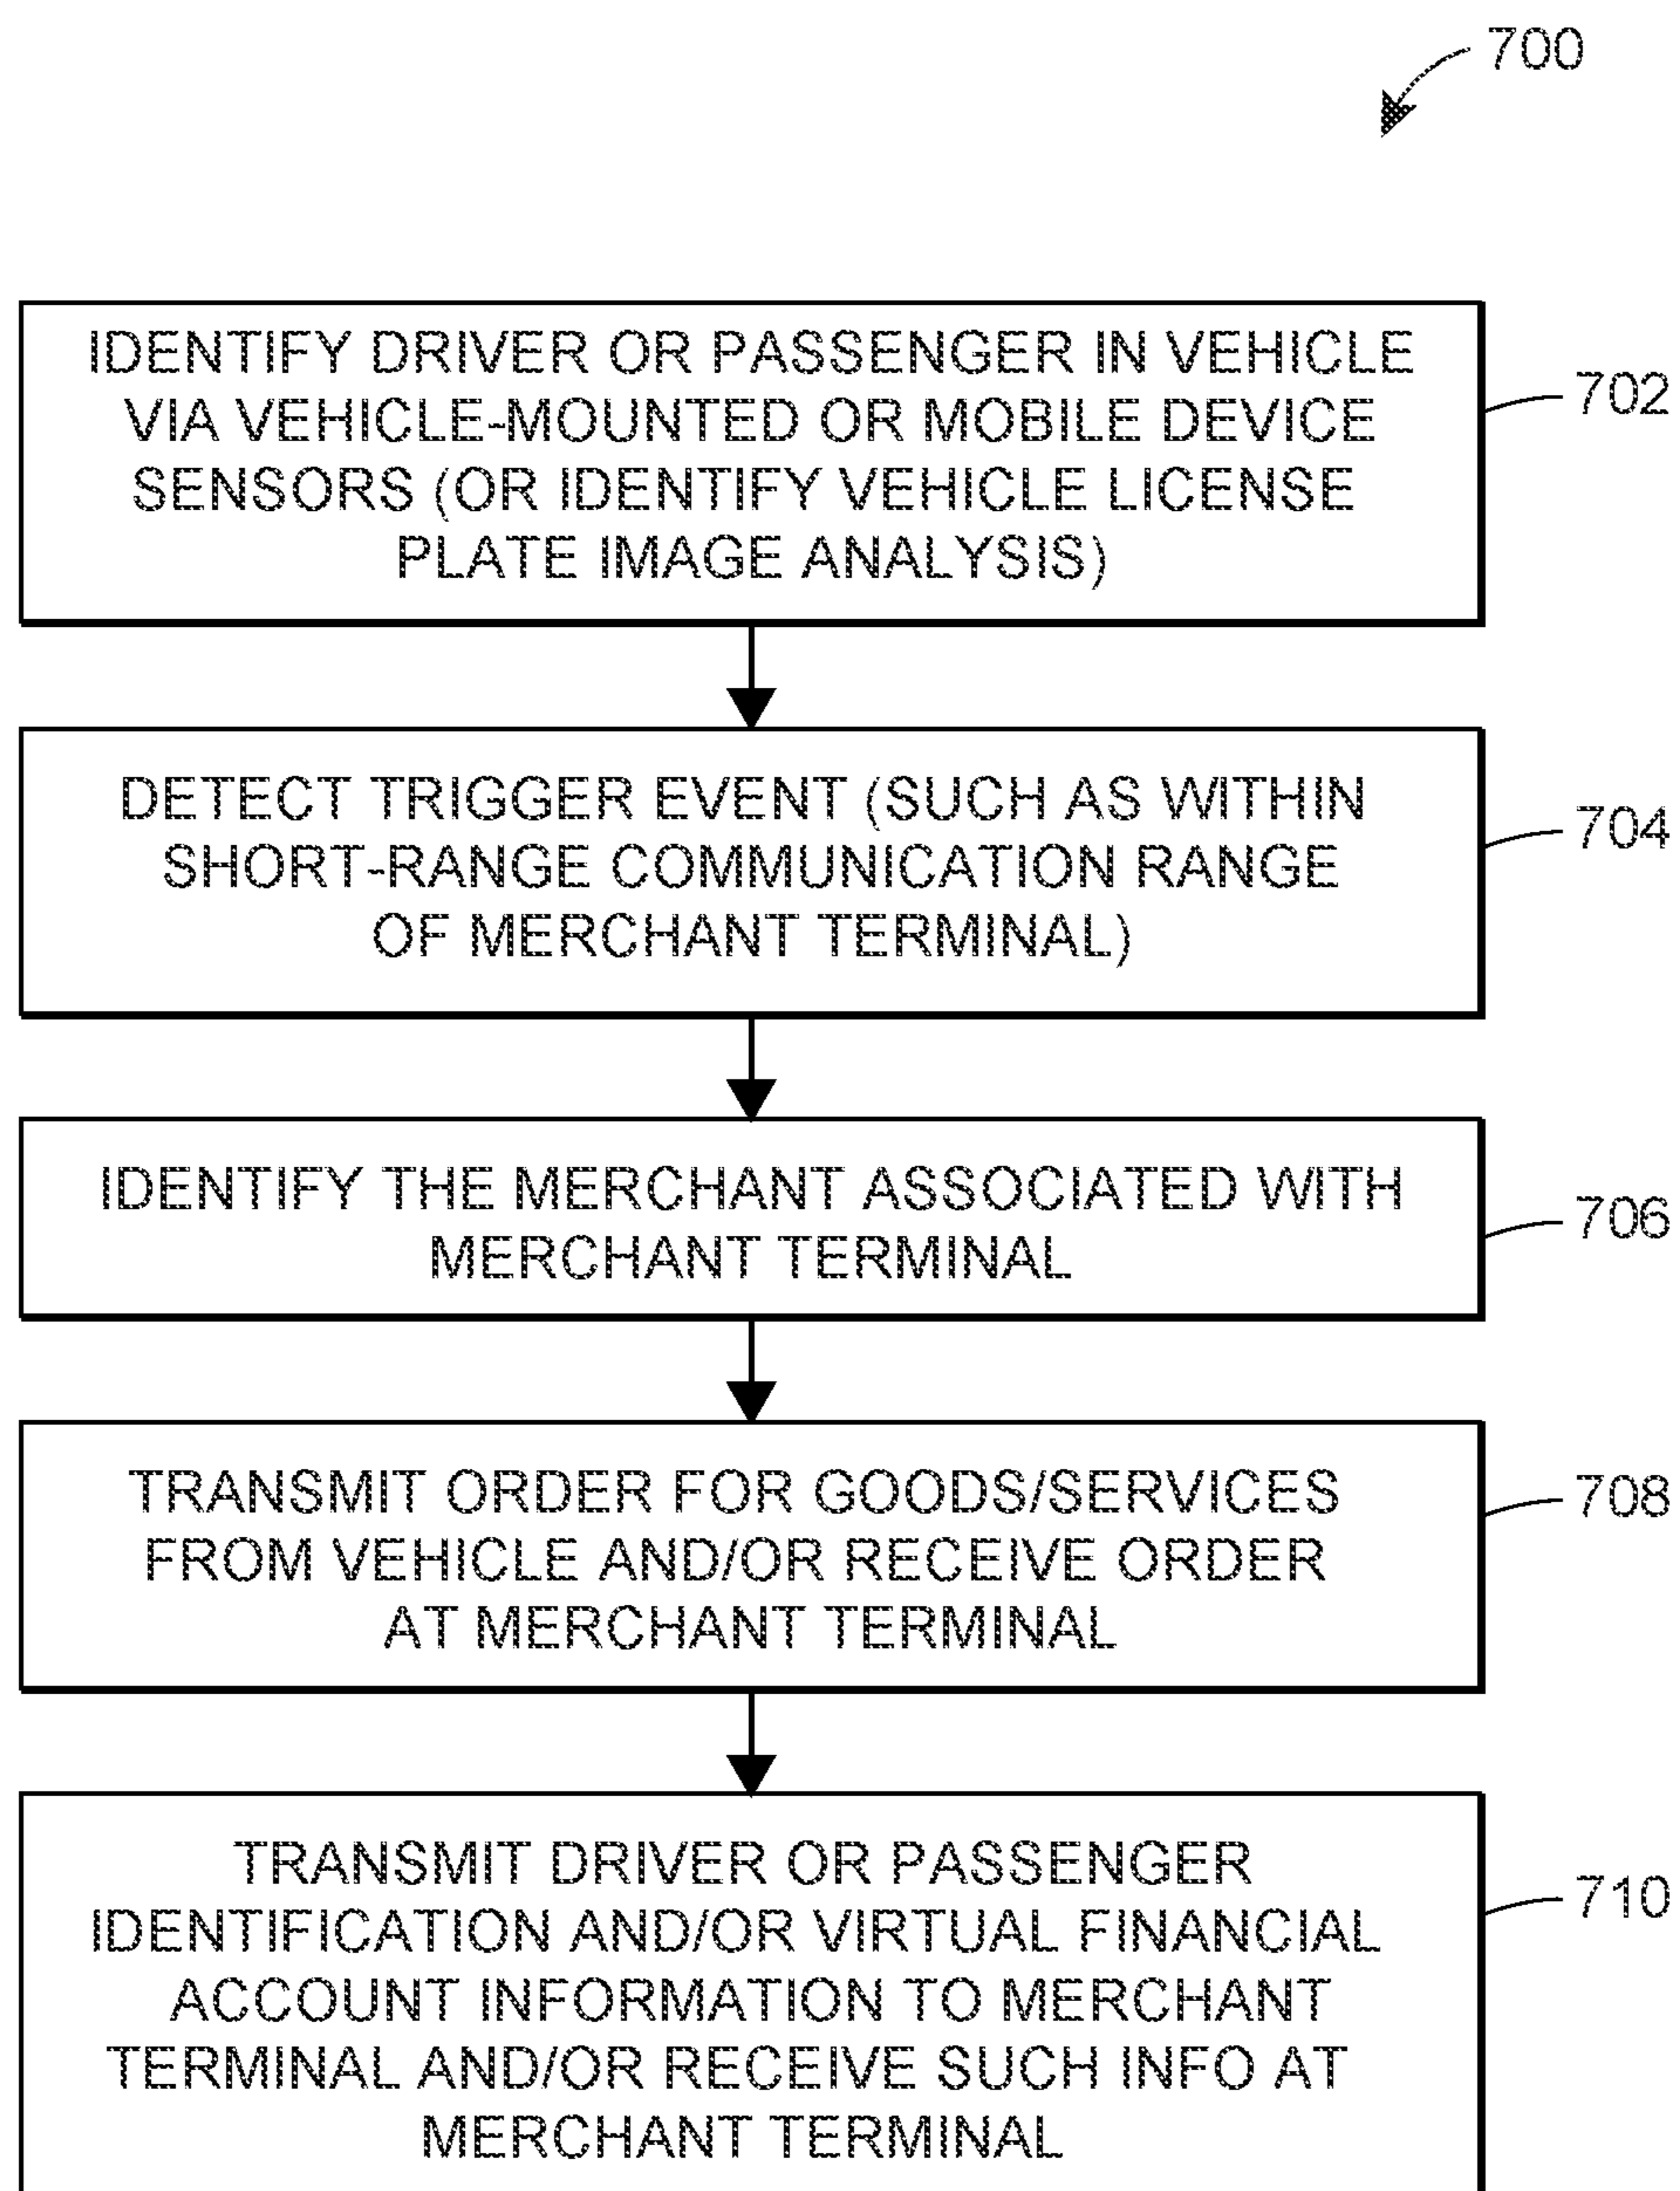 700
IDENTIFY DRIVER OR PASSENGER IN VEHICLE
VIA VEHICLE-MOUNTED OR MOBILE DEVICE
SENSORS (OR IDENTIFY VEHICLE LICENSE
PLATE IMAGE ANALYSIS)
702
DETECT TRIGGER EVENT (SUCH AS WITHIN
SHORT-RANGE COMMUNICATION RANGE
OF MERCHANT TERMINAL)
704
IDENTIFY THE MERCHANT ASSOCIATED WITH
MERCHANT TERMINAL
706
TRANSMIT ORDER FOR GOODS/SERVICES
FROM VEHICLE AND/OR RECEIVE ORDER
AT MERCHANT TERMINAL
708
TRANSMIT DRIVER OR PASSENGER
IDENTIFICATION AND/OR VIRTUAL FINANCIAL
ACCOUNT INFORMATION TO MERCHANT
TERMINAL AND/OR RECEIVE SUCH INFO AT
MERCHANT TERMINAL
710